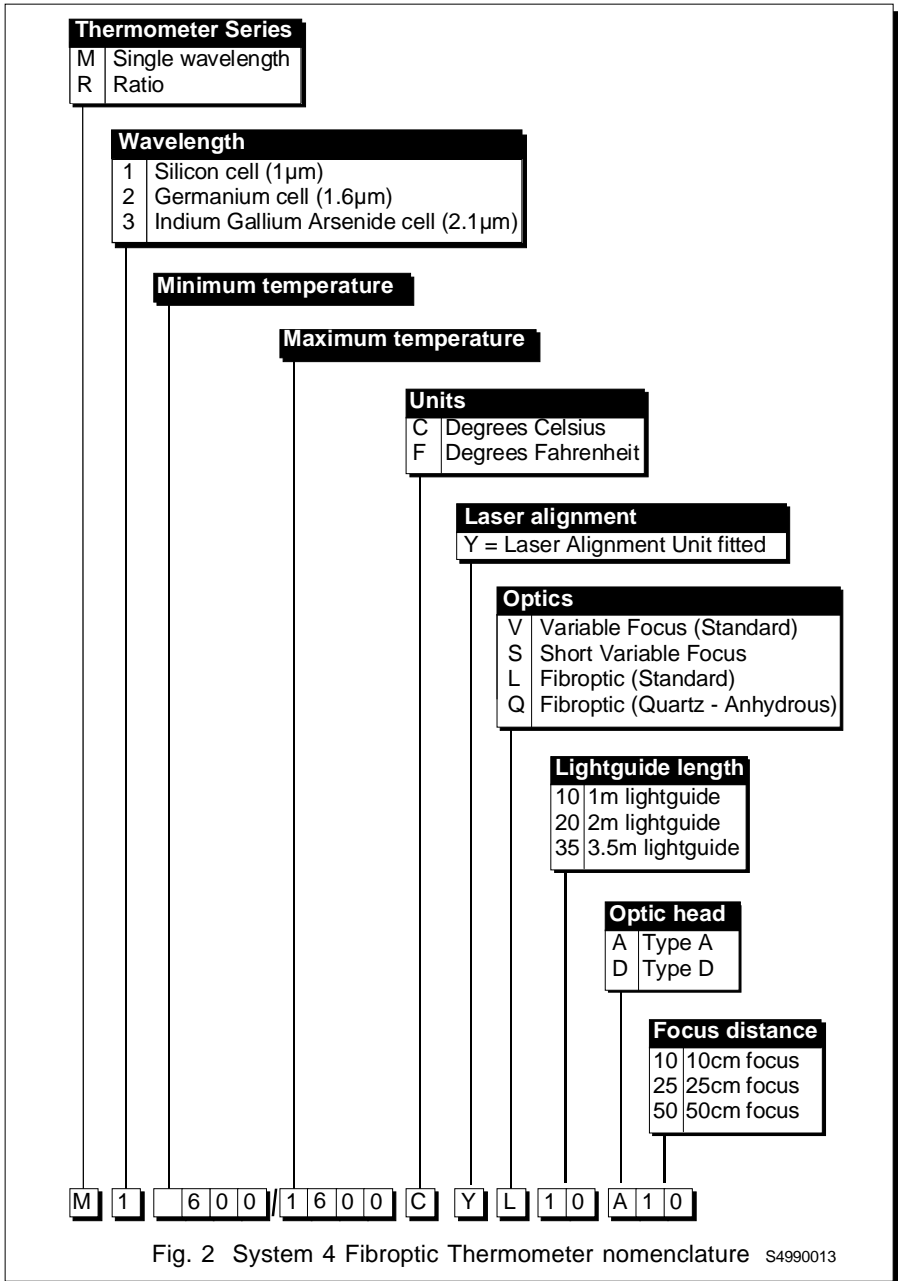 Thermometer Series
M Single wavelength
R Ratio
Wavelength
1 Silicon cell (1µm)
2 Germanium cell (1.6µm)
3 Indium Gallium Arsenide cell (2.1µm)
Minimum temperature
Maximum temperature
Units
C Degrees Celsius
F Degrees Fahrenheit
Laser alignment
Y = Laser Alignment Unit fitted
Optics
V Variable Focus (Standard)
S Short Variable Focus
L Fibroptic (Standard)
Q Fibroptic (Quartz - Anhydrous)
Lightguide length
10 1m lightguide
20 2m lightguide
35 3.5m lightguide
Optic head
A Type A
D Type D
Focus distance
10 10cm focus
25 25cm focus
50 50cm focus
M 1 600/1600 C Y L 10 A10
Fig. 2 System 4 Fibroptic Thermometer nomenclature S4990013